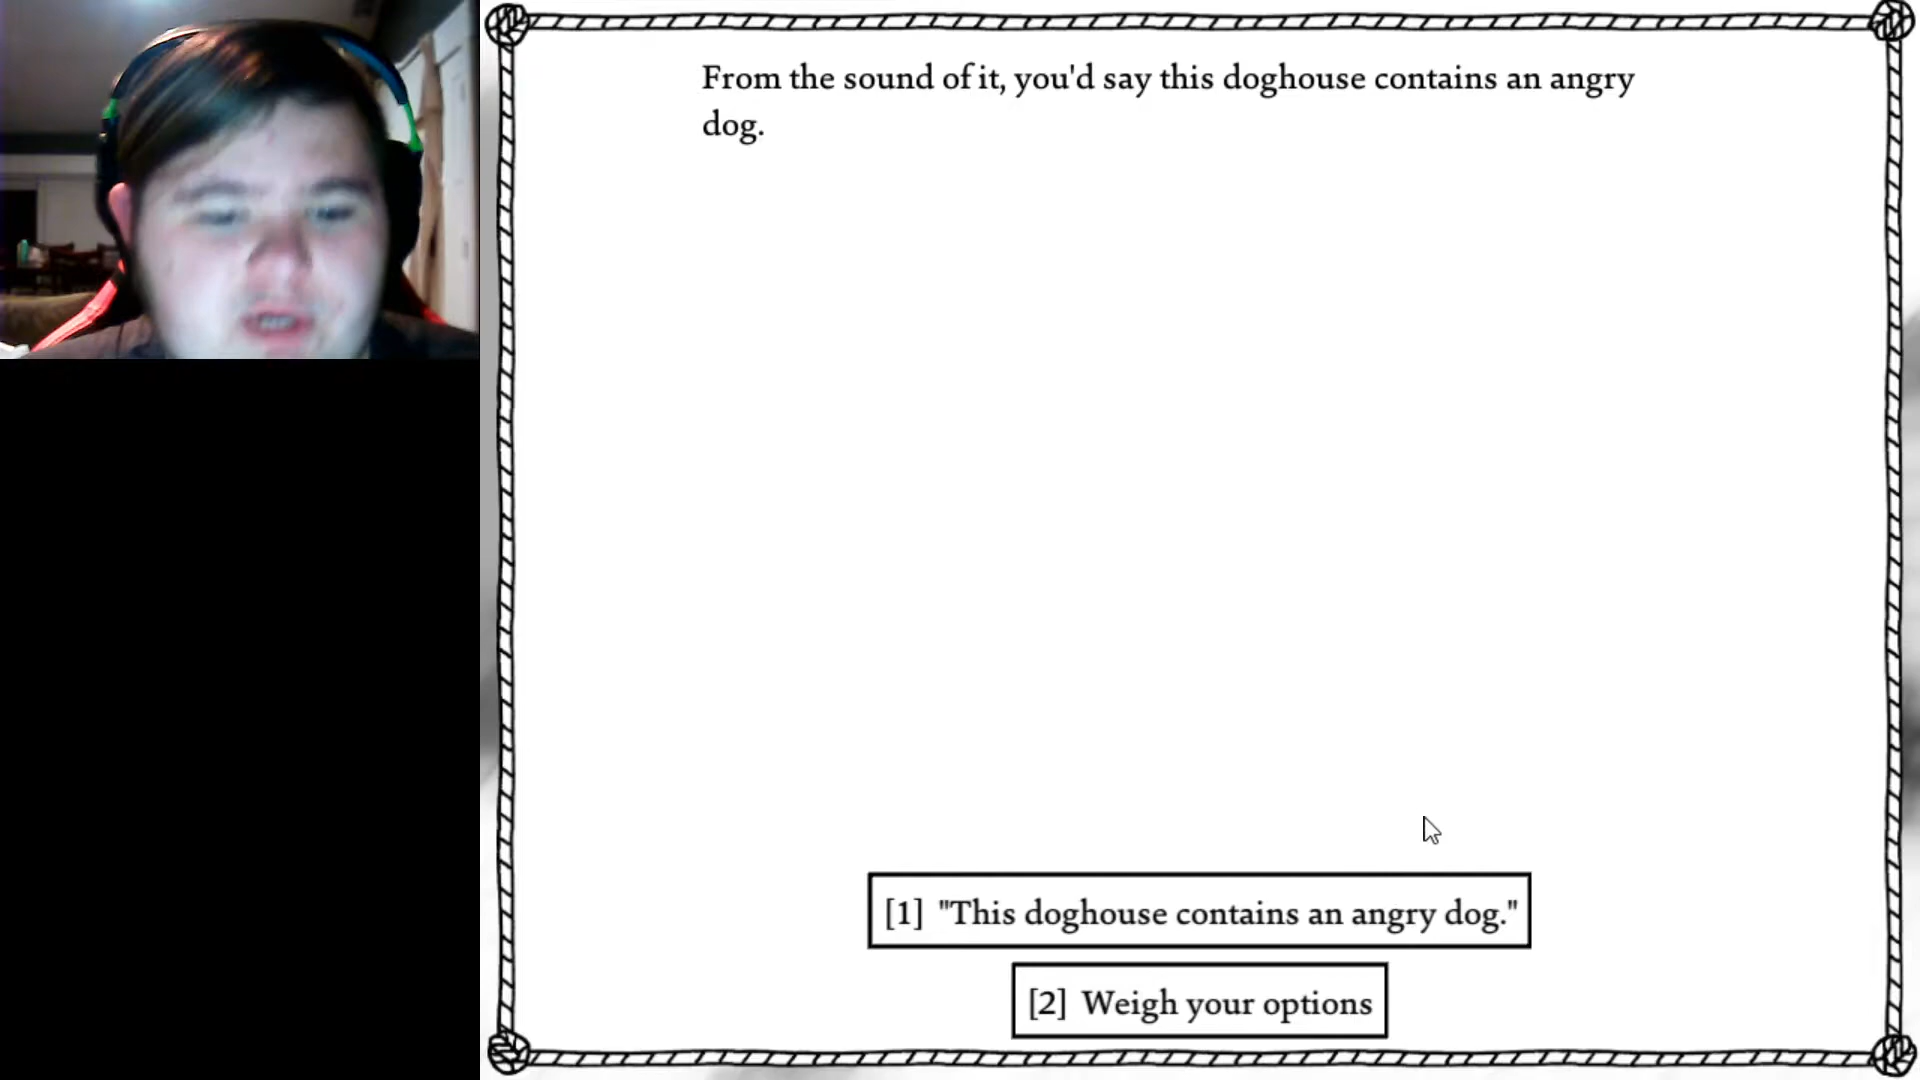 From the sound of it, you'd say this doghouse contains an angry
dog.
[1] "This doghouse contains an angry dog."
[2] Weigh your options